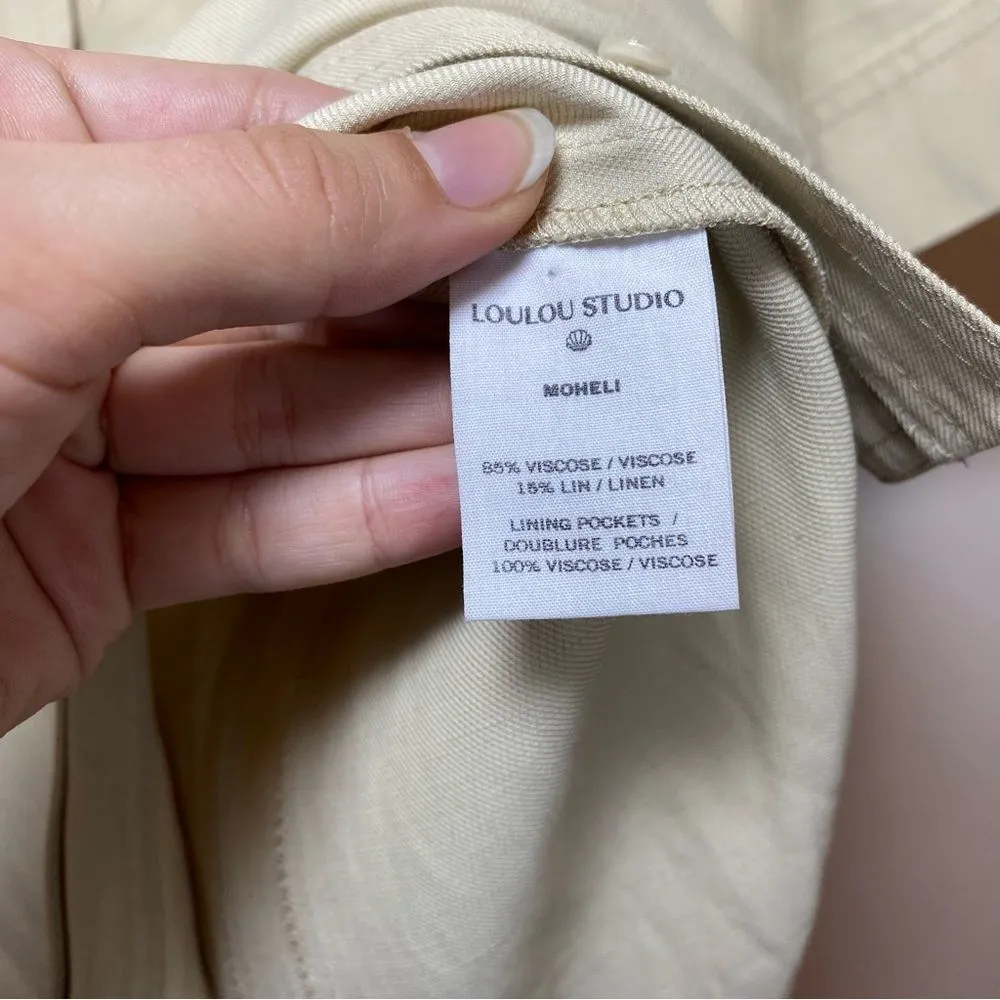 LOULOU STUDIO
MOHELI
85% VISCOSE / VISCOSE
15% LIN / LINEN
LINING POCKETS /
DOUBLURE POCHES
100% VISCOSE / VISCOSE